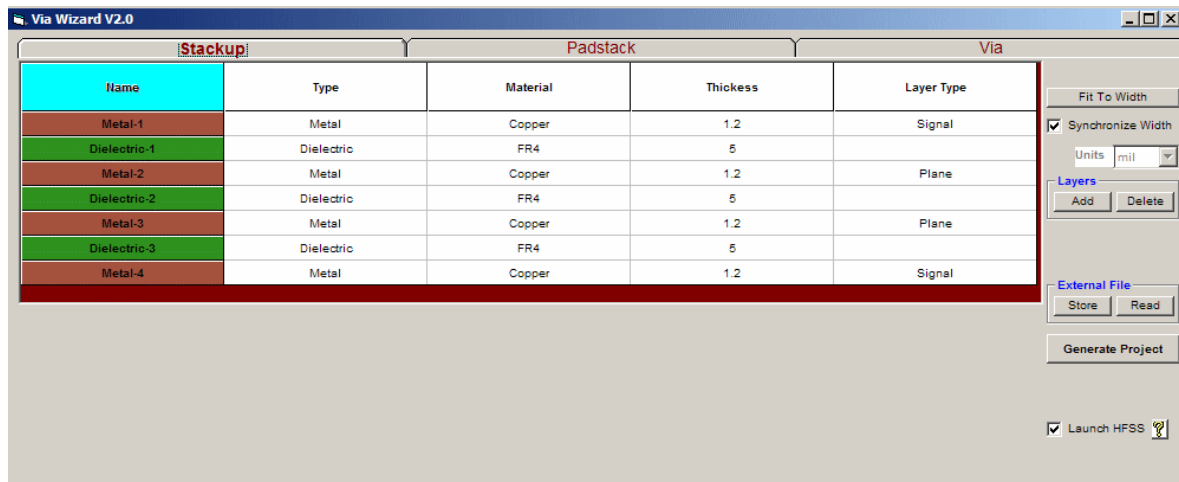 Via Wizard V2.0
Stackup Padstack Via
Name Type Material Thickess Layer Type
Metal-1 Metal Copper 1.2 Signal
Dielectric-1 Dielectric FR4 5
Metal-2 Metal Copper 1.2 Plane
Dielectric-2 Dielectric FR4 5
Metal-3 Metal Copper 1.2 Plane
Dielectric-3 Dielectric FR4 5
Metal-4 Metal Copper 1.2 Signal
Fit To Width
Synchronize Width
Units mil
Layers
Add Delete
External File
Store Read
Generate Project
Launch HFSS ?